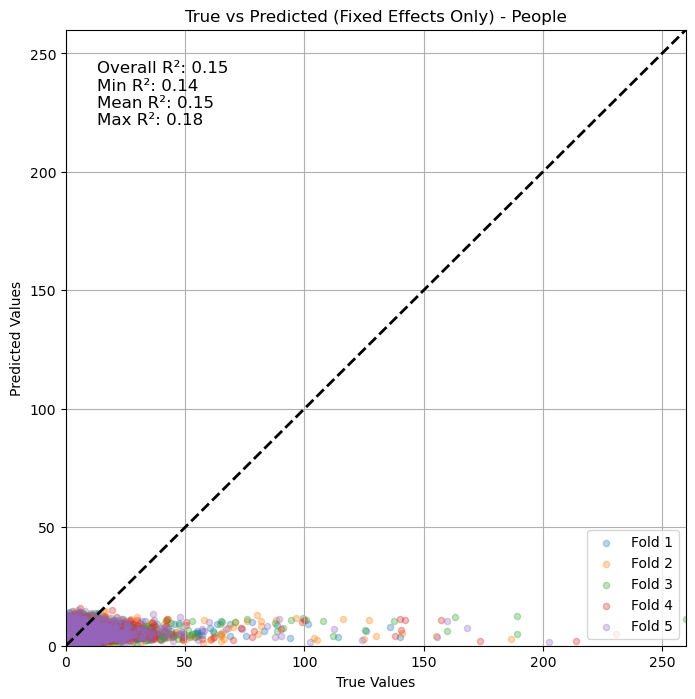 True vs Predicted (Fixed Effects Only) - People
Overall R²: 0.15
Min R²: 0.14
Mean R²: 0.15
Max R²: 0.18
250
200
150
100
50
0
Predicted Values
0 50 100 150 200 250
True Values
Fold 1
Fold 2
Fold 3
Fold 4
Fold 5